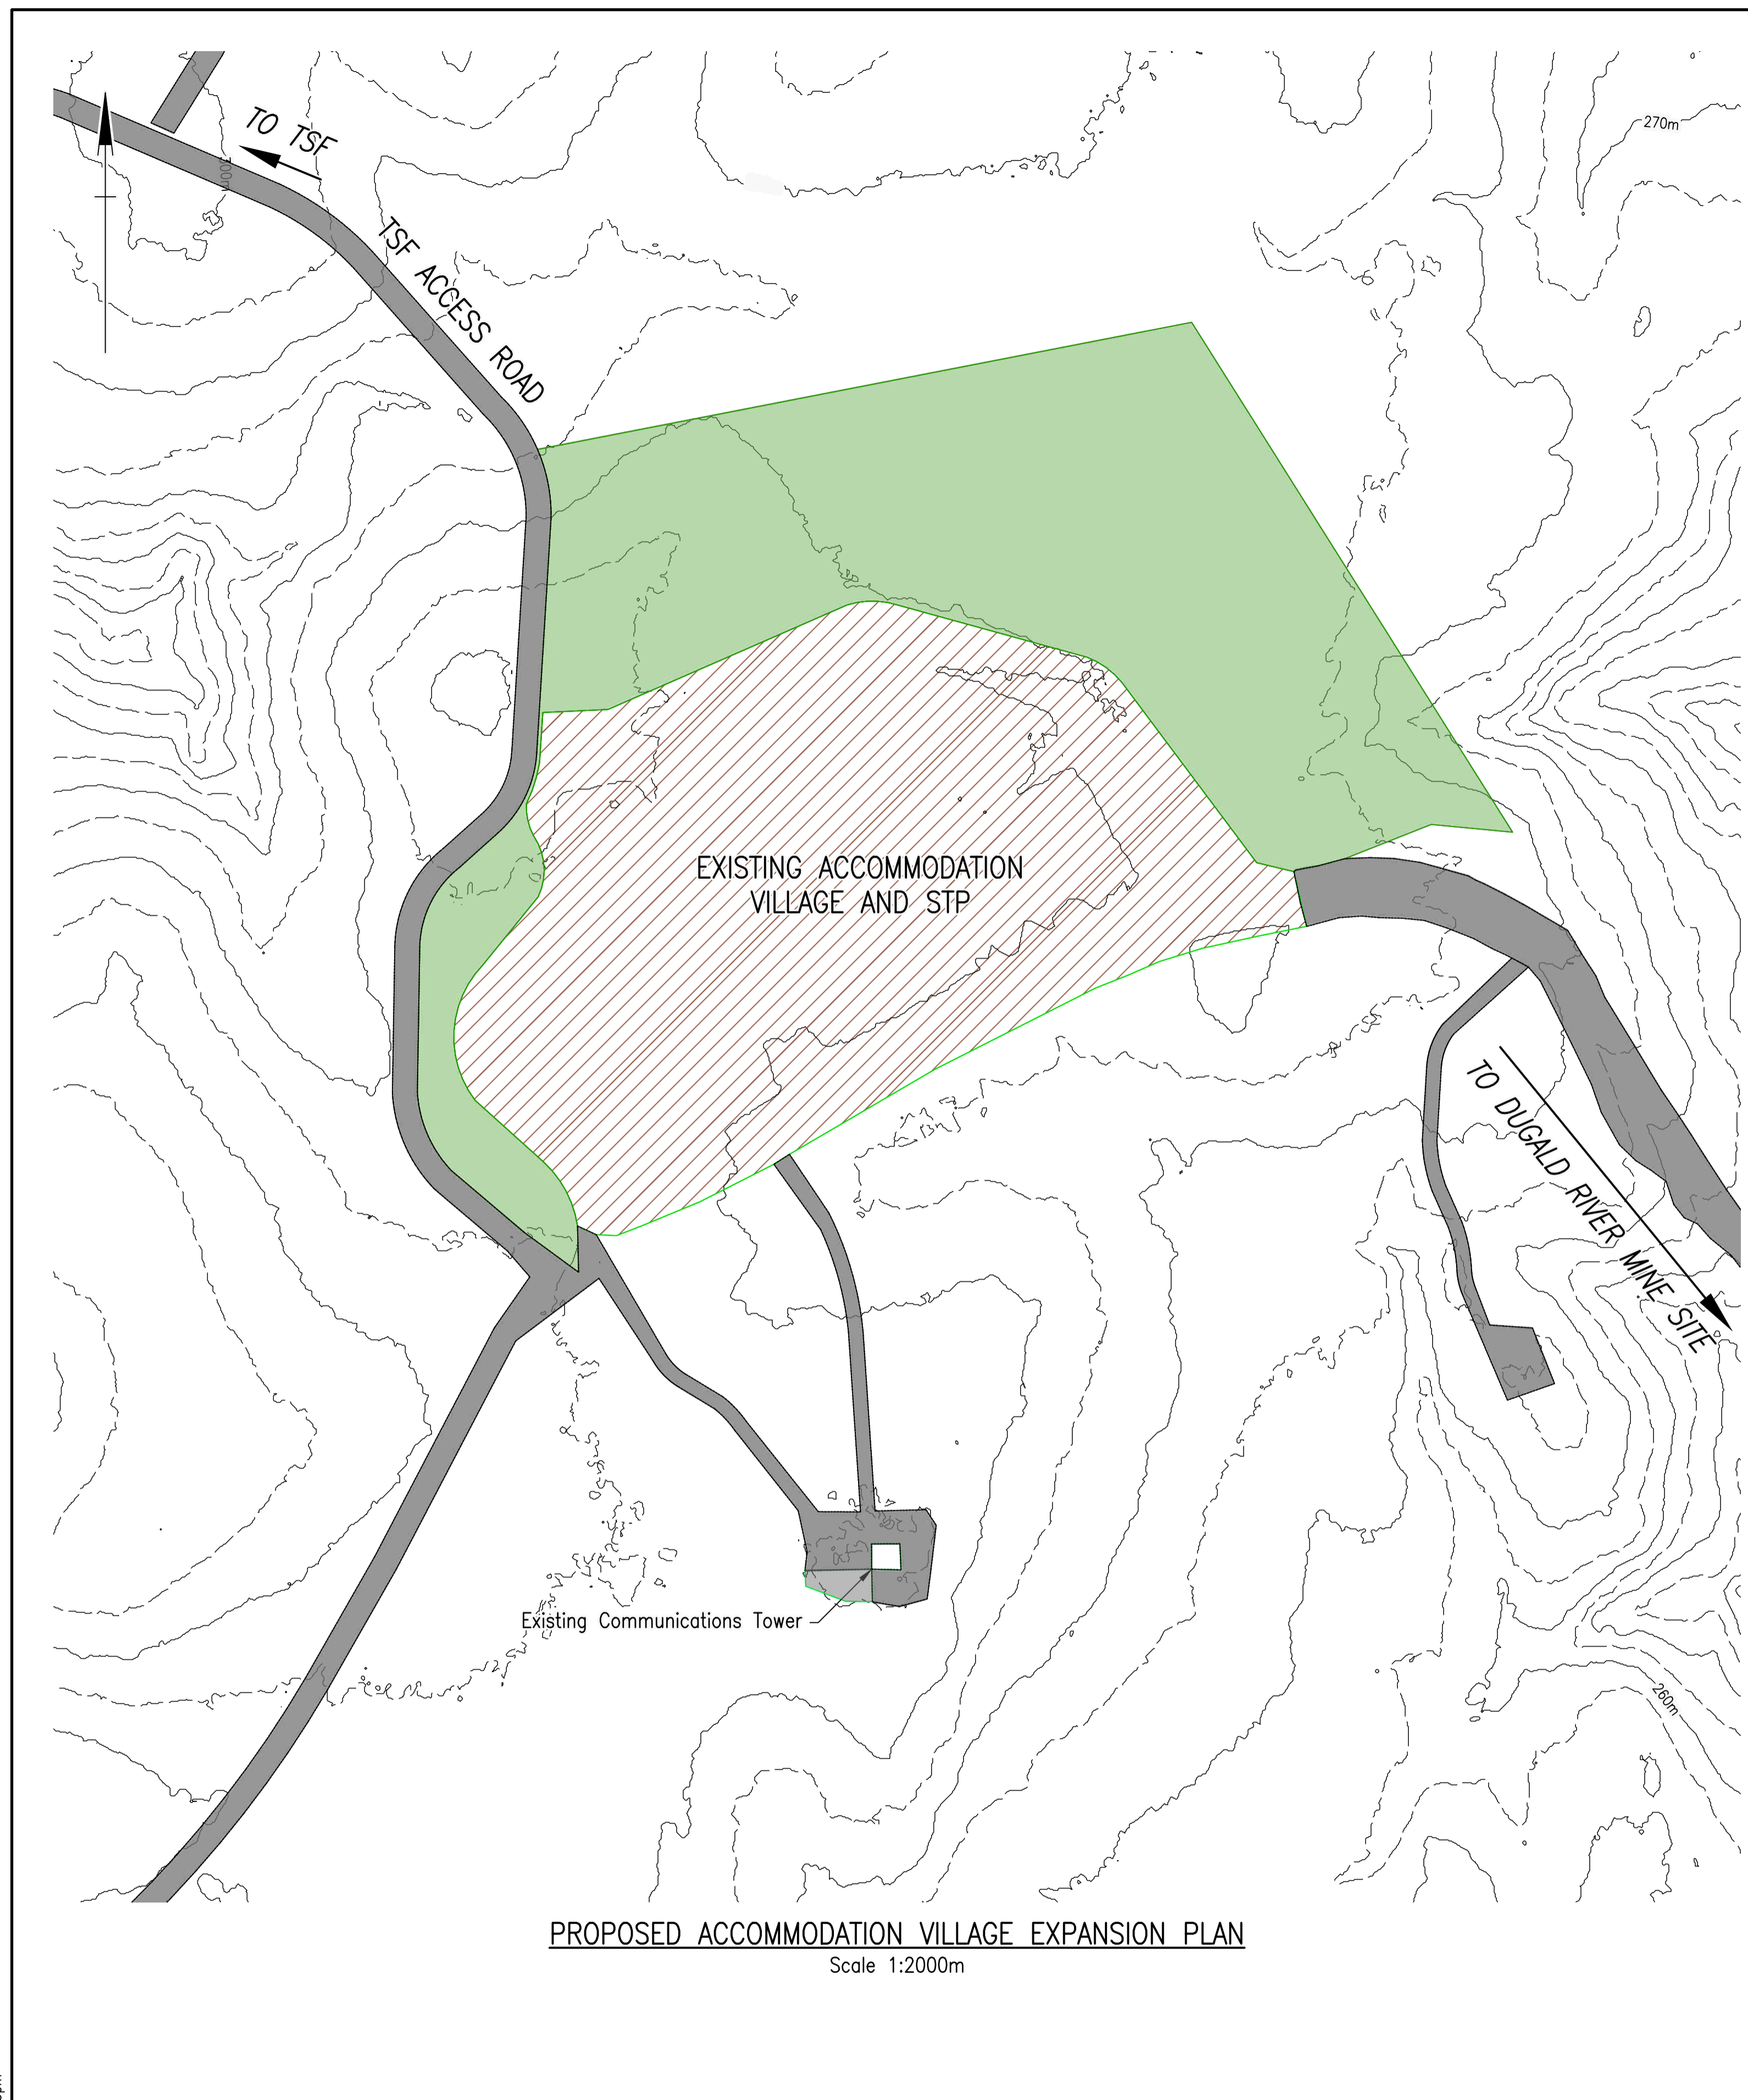 270m
TO TSF
300m
TSF ACCESS ROAD
EXISTING ACCOMMODATION
VILLAGE AND STP
TO DUGALD RIVER MINE SITE
Existing Communications Tower
260m
PROPOSED ACCOMMODATION VILLAGE EXPANSION PLAN
Scale 1:2000m